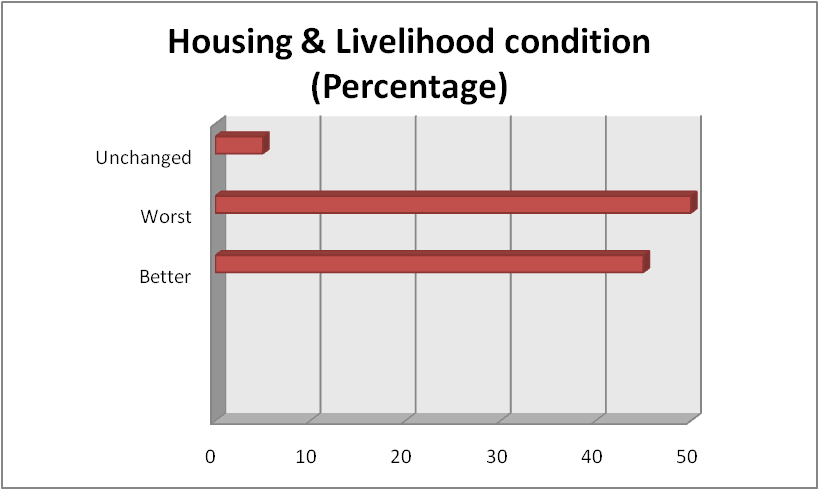 Housing & Livelihood condition
(Percentage)
Unchanged
Worst
Better
0 10 20 30 40 50